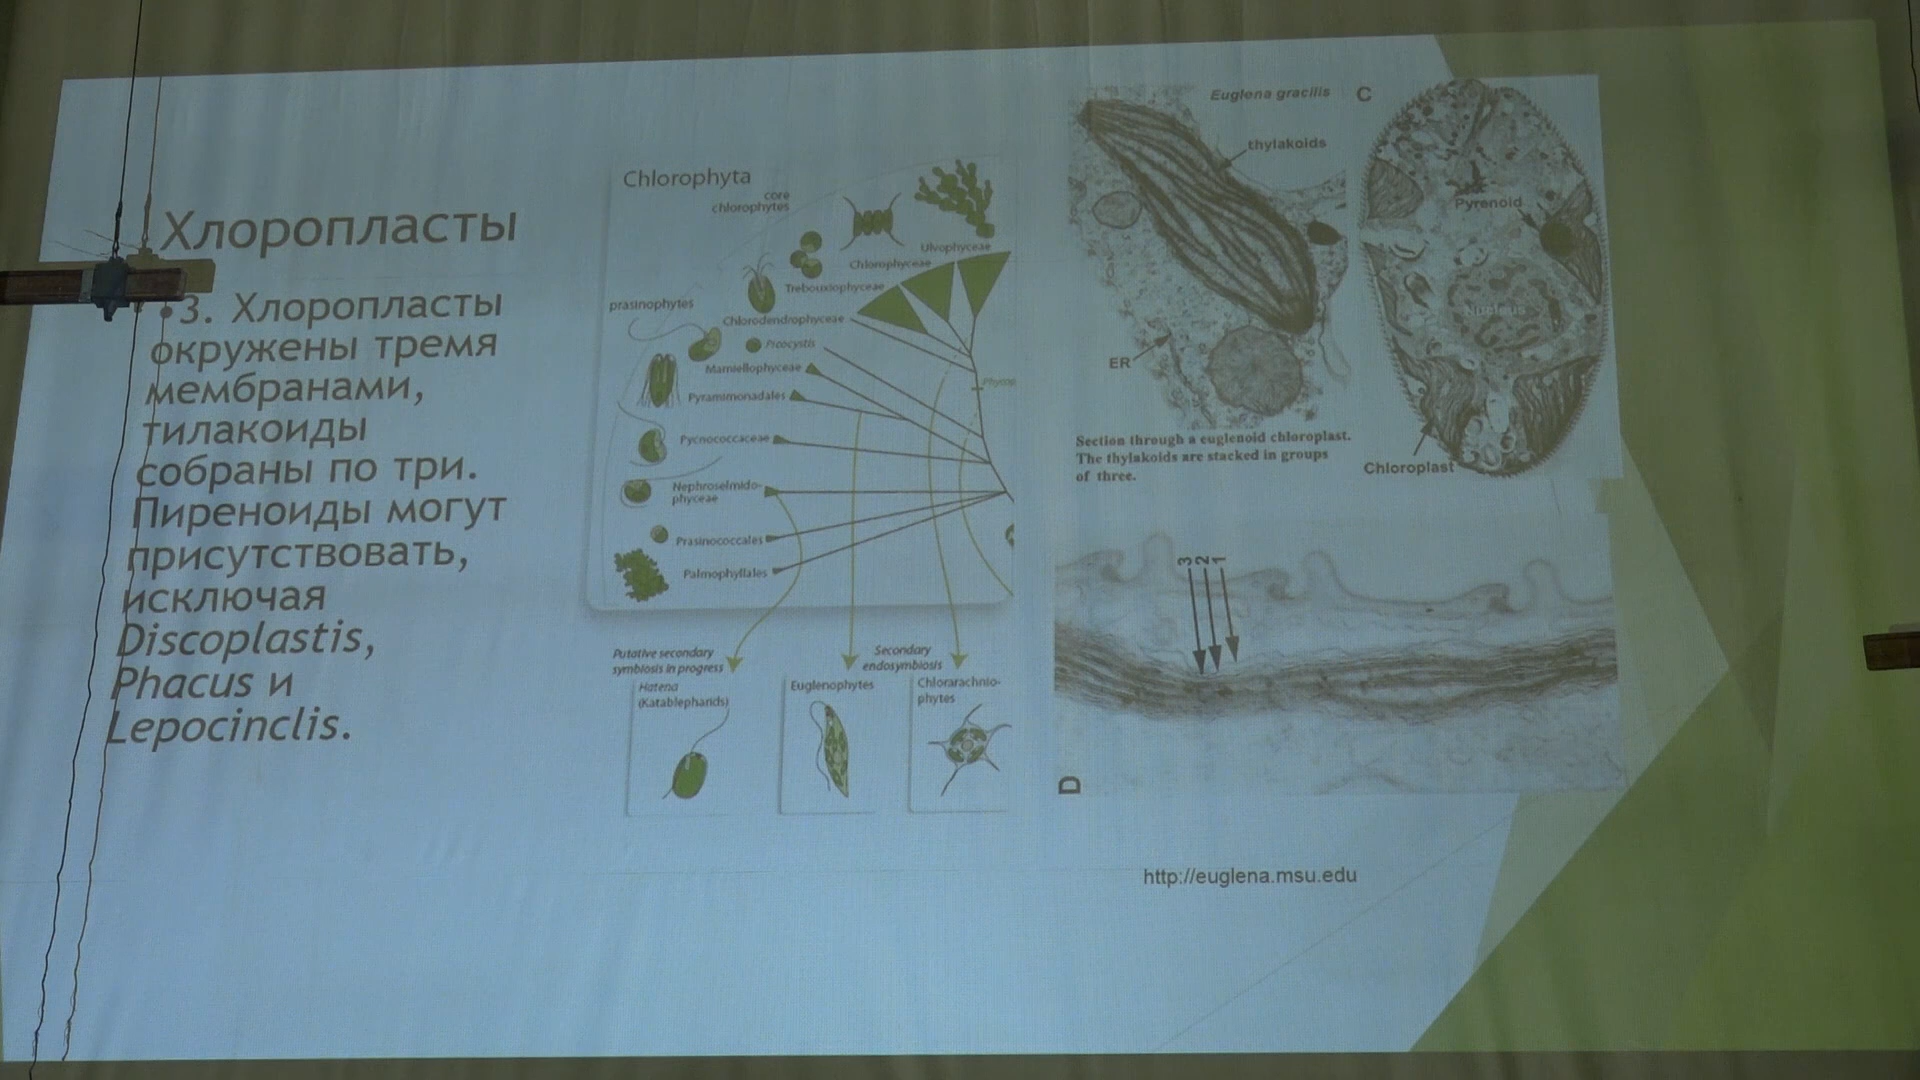 Хлоропласты
•3. Хлоропласты
окружены тремя
мембранами,
тилакоиды
собраны по три.
Пиреноиды могут
присутствовать,
исключая
Discoplastis,
Phacus и
Lepocinclis.
Chlorophyta
core
chlorophytes
Ulvophyceae
Chlorophyceae
Trebouxiophyceae
prasinophytes
Chlorodendrophyceae
Picocystis
Mamiellophyceae
Pyramimonadales
Pycnococcaceae
Nephroselmido-
phyceae
Prasinococcales
Palmophyllales
Putative secondary
symbiosis in progress
Secondary
endosymbiosis
Hatena
(Katablepharids)
Euglenophytes
Chlorarachnio-
phytes
Euglena gracilis
thylakoids
ER
Section through a euglenoid chloroplast.
The thylakoids are stacked in groups
of three.
C
Pyrenoid
Nucleus
Chloroplast
3 2 1
D
http://euglena.msu.edu